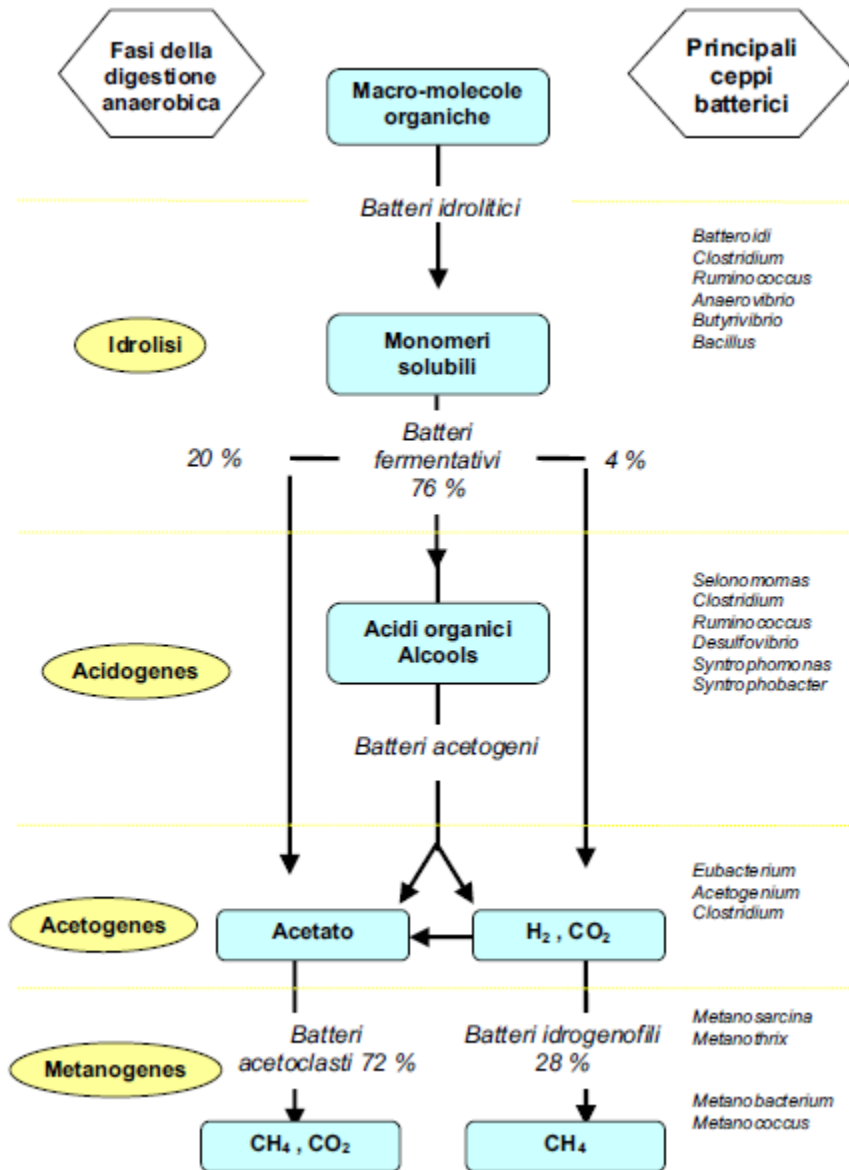 Fasi della
digestione
anaerobica
Macro-molecole
organiche
Principali
ceppi
batterici
Batteri idrolitici
Batteroidi
Clostridium
Ruminococcus
Anaerovibrio
Butyrivibrio
Bacillus
Idrolisi
Monomeri
solubili
Batteri
fermentativi
76 %
20 %
4 %
Selonomomas
Clostridium
Ruminococcus
Desulfovibrio
Syntrophomonas
Syntrophobacter
Acidogenes
Acidi organici
Alcools
Batteri acetogeni
Eubacterium
Acetogenium
Clostridium
Acetogenes
Acetato
H₂ , CO₂
Metanogenes
Batteri
acetoclasti 72 %
Batteri idrogenofili
28 %
Metanosarcina
Metanothrix
Metanobacterium
Metanococcus
CH₄ , CO₂
CH₄